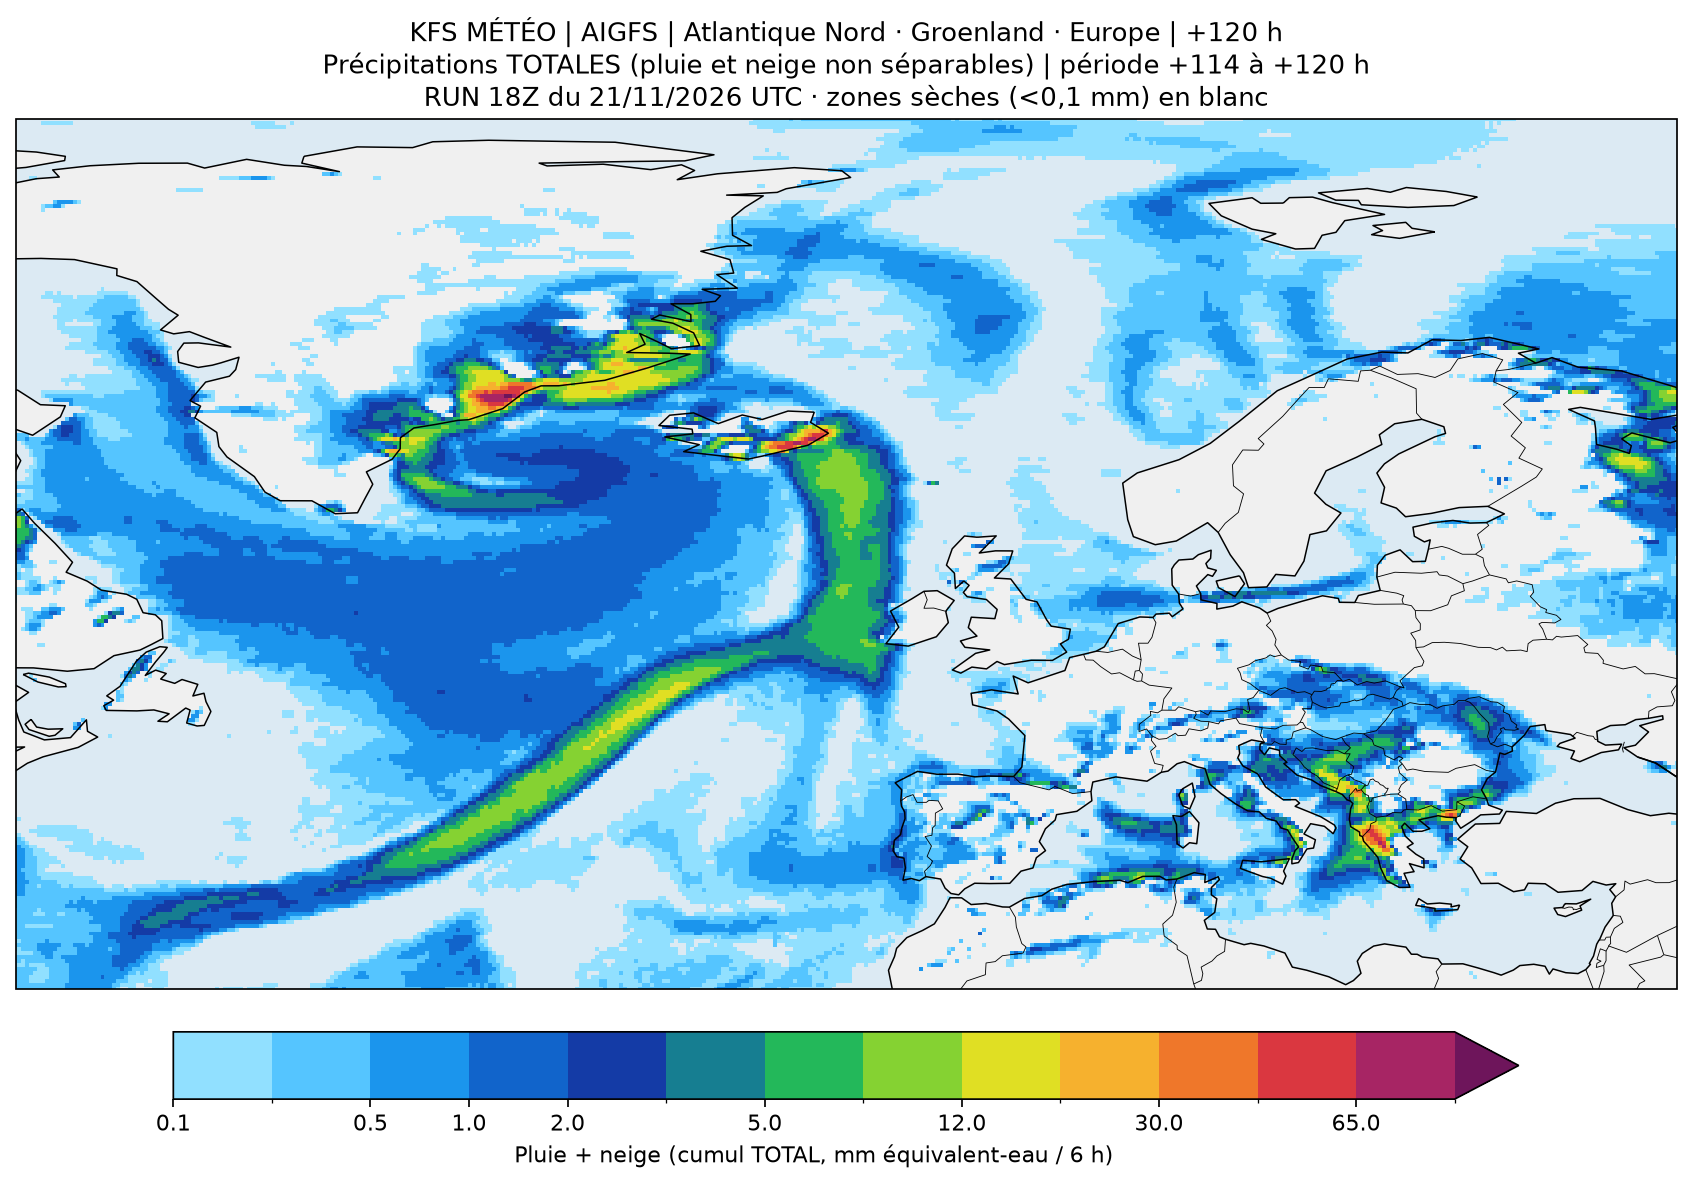 KFS MÉTÉO | AIGFS | Atlantique Nord · Groenland · Europe | +120 h
Précipitations TOTALES (pluie et neige non séparables) | période +114 à +120 h
RUN 18Z du 21/11/2026 UTC · zones sèches (<0,1 mm) en blanc
0.1 0.5 1.0 2.0 5.0 12.0 30.0 65.0
Pluie + neige (cumul TOTAL, mm équivalent-eau / 6 h)